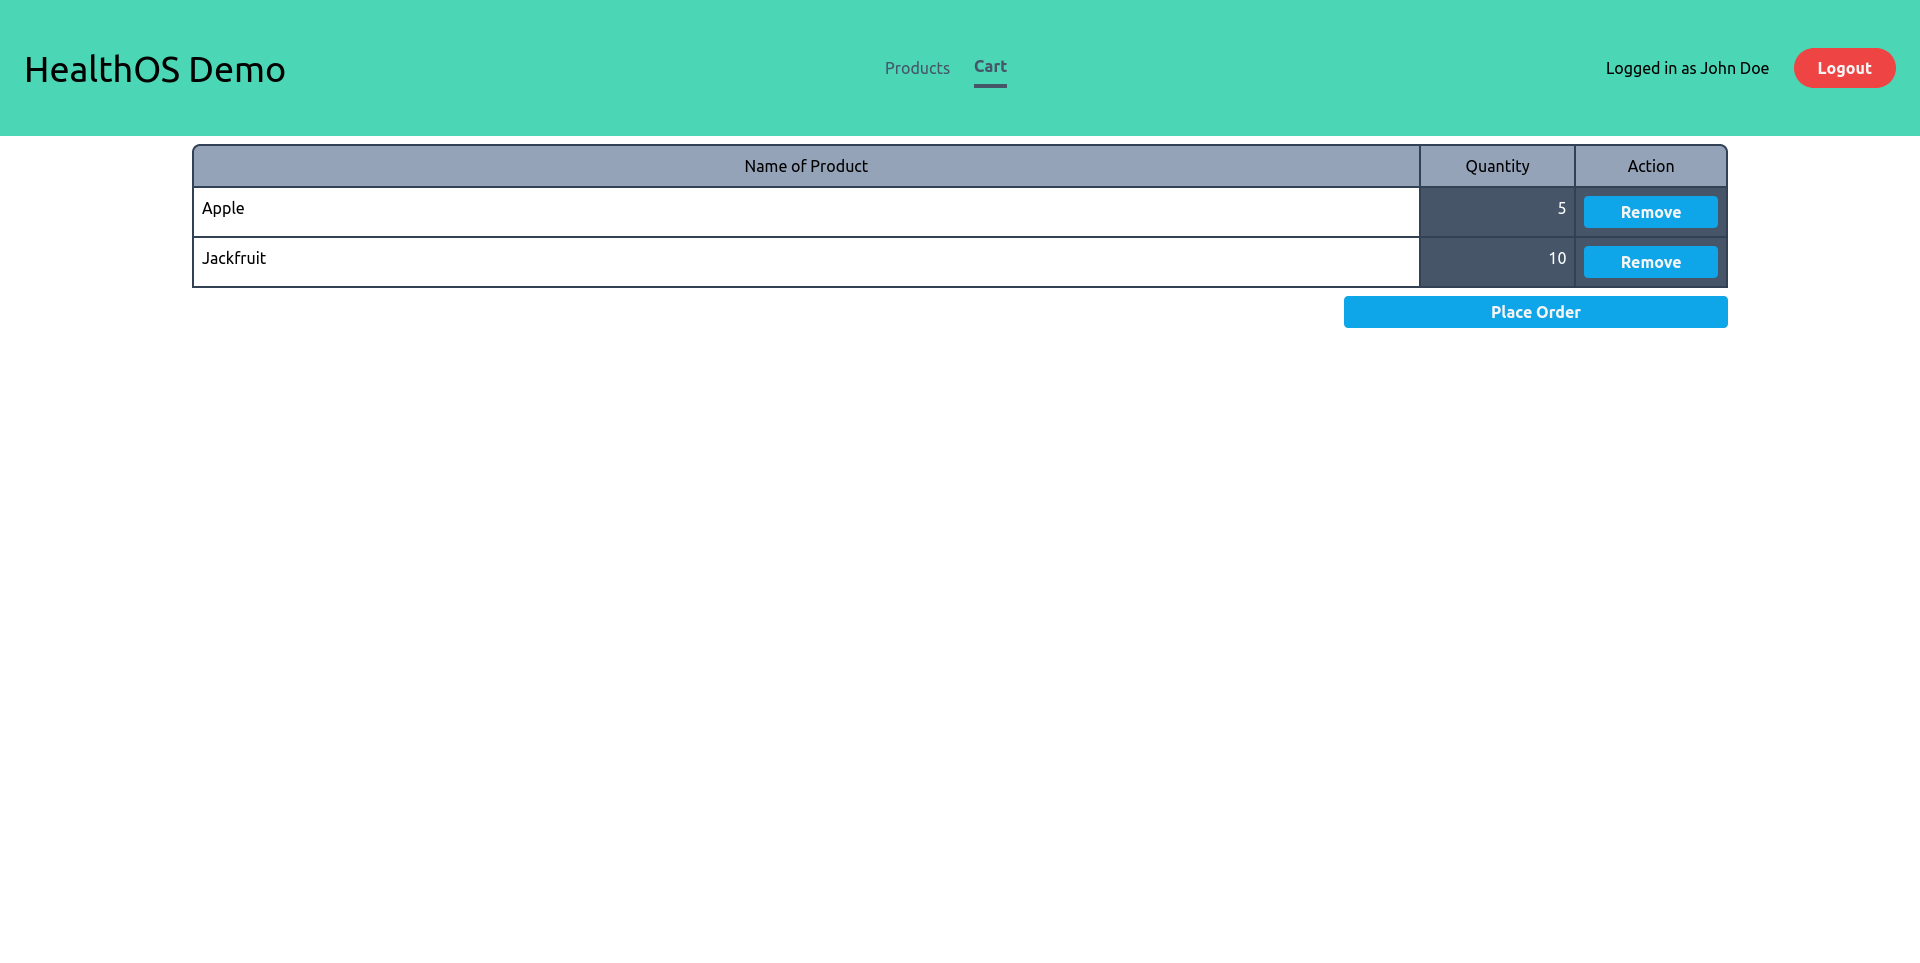 HealthOS Demo
Products Cart
Logged in as John Doe Logout
Name of Product Quantity Action
Apple 5 Remove
Jackfruit 10 Remove
Place Order